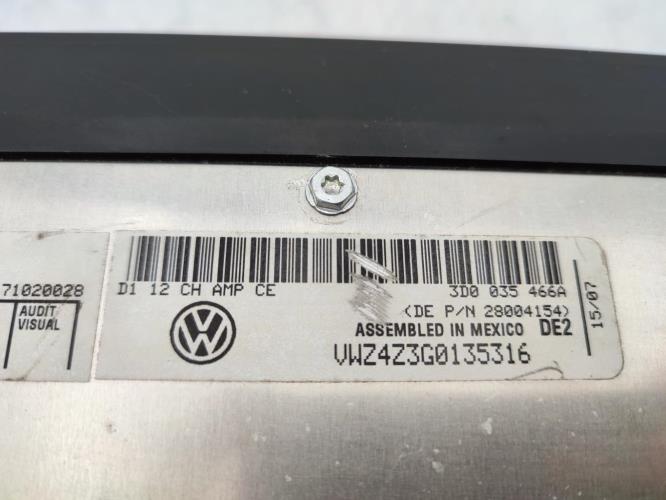 71020028
AUDIT
VISUAL
D1 12 CH AMP CE
3D0 035 466A
(DE P/N 28004154)
ASSEMBLED IN MEXICO DE2
VWZ4Z3G0135316
15/07